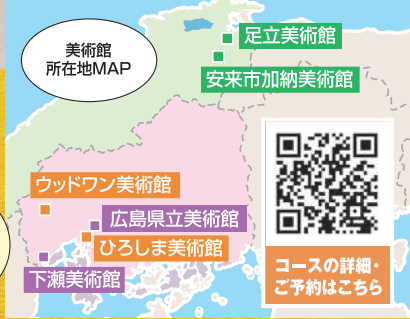 美術館
所在地MAP
足立美術館
安来市加納美術館
ウッドワン美術館
広島県立美術館
ひろしま美術館
下瀬美術館
コースの詳細・
ご予約はこちら